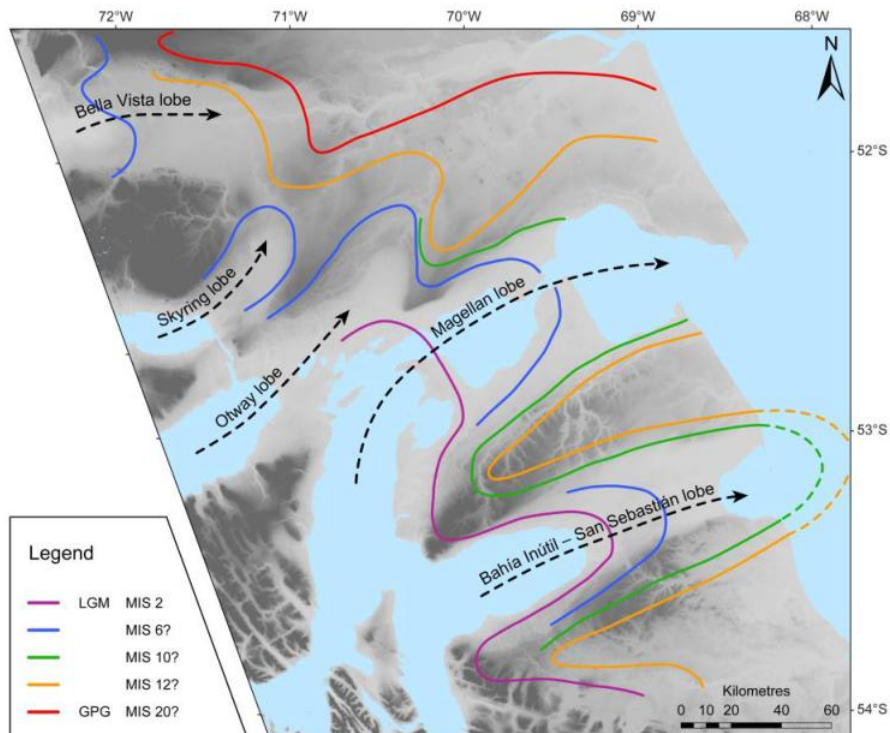 72°W 71°W 70°W 69°W 68°W
N
Bella Vista lobe
52°S
Skyring lobe
Magellan lobe
Otway lobe
53°S
Bahía Inútil – San Sebastián lobe
Legend
LGM MIS 2
MIS 6?
MIS 10?
MIS 12?
GPG MIS 20?
Kilometres
0 10 20 40 60
54°S